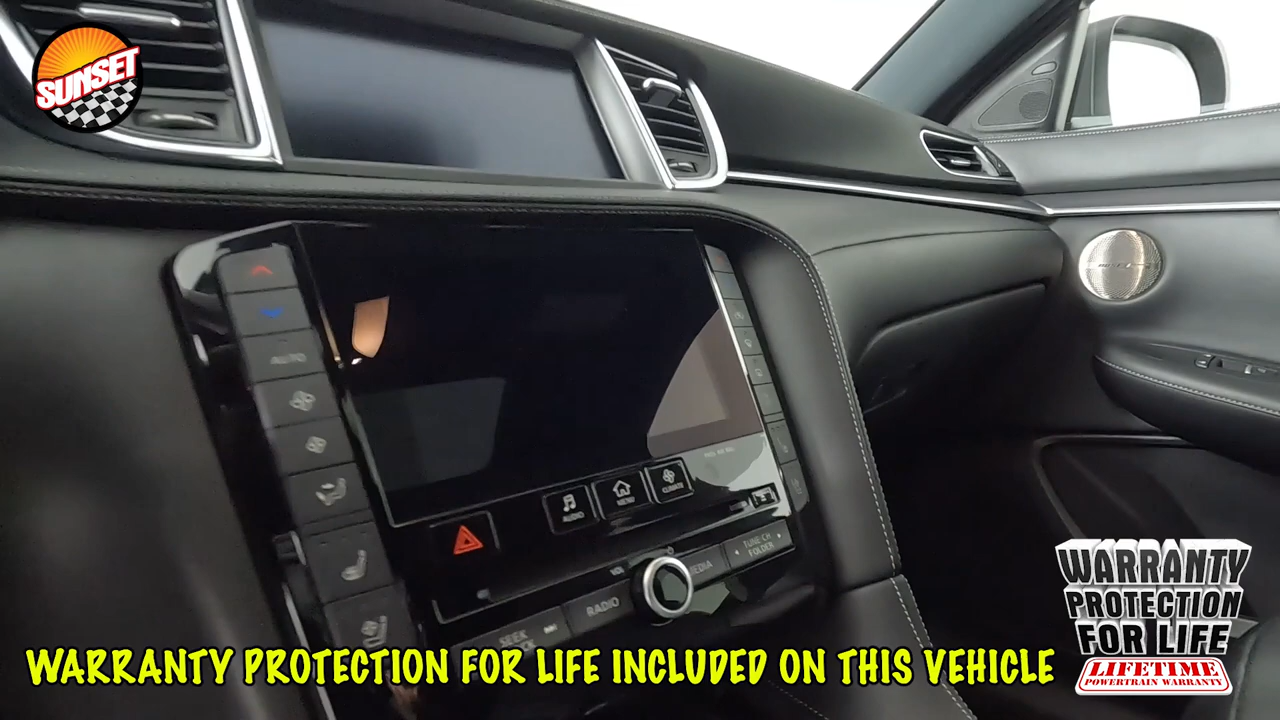 SUNSET
AUTO
AUDIO
MENU
CLIMATE
TUNE·CH
FOLDER
MEDIA
RADIO
SEEK
WARRANTY
PROTECTION
FOR LIFE
LIFETIME
POWERTRAIN WARRANTY
WARRANTY PROTECTION FOR LIFE INCLUDED ON THIS VEHICLE